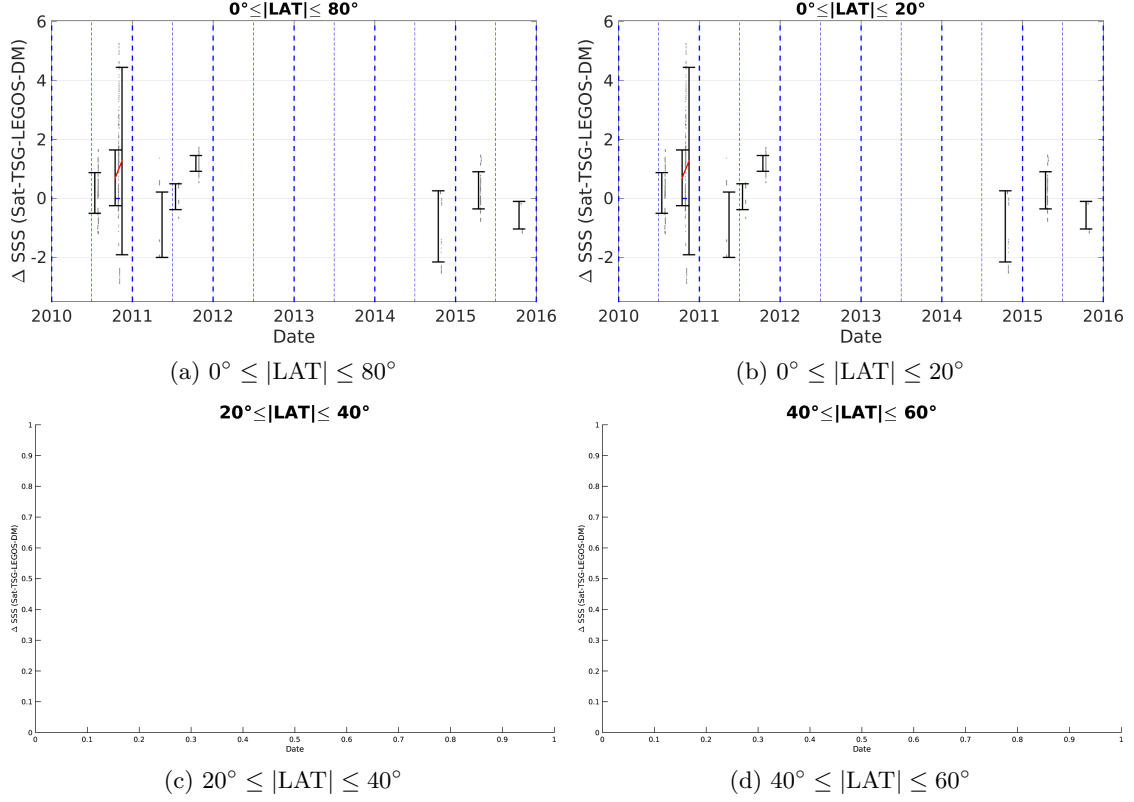 0°≤|LAT|≤ 80°
6
4
2
0
-2
Δ SSS (Sat-TSG-LEGOS-DM)
2010 2011 2012 2013 2014 2015 2016
Date
(a) 0° ≤ |LAT| ≤ 80°
0°≤|LAT|≤ 20°
6
4
2
0
-2
Δ SSS (Sat-TSG-LEGOS-DM)
2010 2011 2012 2013 2014 2015 2016
Date
(b) 0° ≤ |LAT| ≤ 20°
20°≤|LAT|≤ 40°
1
0.9
0.8
0.7
0.6
0.5
0.4
0.3
0.2
0.1
0
Δ SSS (Sat-TSG-LEGOS-DM)
0 0.1 0.2 0.3 0.4 0.5 0.6 0.7 0.8 0.9 1
Date
(c) 20° ≤ |LAT| ≤ 40°
40°≤|LAT|≤ 60°
1
0.9
0.8
0.7
0.6
0.5
0.4
0.3
0.2
0.1
0
Δ SSS (Sat-TSG-LEGOS-DM)
0 0.1 0.2 0.3 0.4 0.5 0.6 0.7 0.8 0.9 1
Date
(d) 40° ≤ |LAT| ≤ 60°